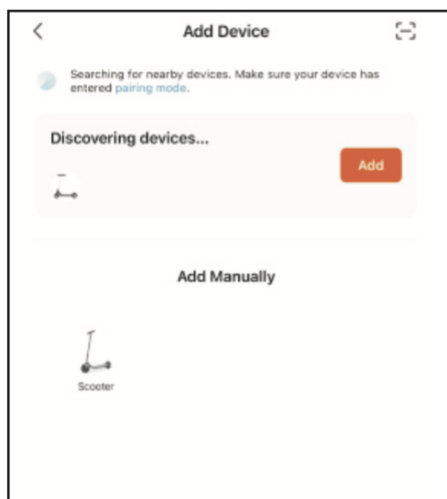 Add Device
Searching for nearby devices. Make sure your device has
entered pairing mode.
Discovering devices...
Add
Add Manually
Scooter